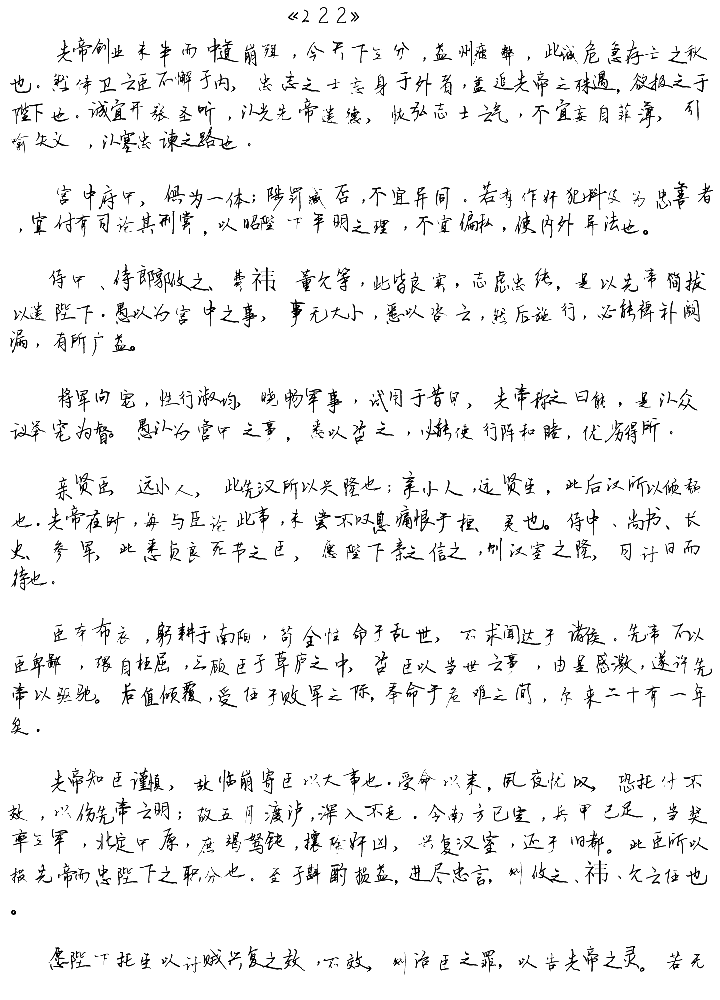 《222》
先帝创业未半而中道崩殂，今天下三分，益州疲弊，此诚危急存亡之秋
也．然侍卫之臣不懈于内，忠志之士忘身于外者，盖追先帝之殊遇，欲报之于
陛下也．诚宜开张圣听，以光先帝遗德，恢弘志士之气，不宜妄自菲薄，引
喻失义，以塞忠谏之路也．
宫中府中，俱为一体；陟罚臧否，不宜异同．若有作奸犯科及为忠善者
，宜付有司论其刑赏，以昭陛下平明之理，不宜偏私，使内外异法也。
侍中、侍郎郭攸之、费祎、董允等，此皆良实，志虑忠纯，是以先帝简拔
以遗陛下．愚以为宫中之事，事无大小，悉以咨之，然后施行，必能裨补阙
漏，有所广益。
将军向宠，性行淑均，晓畅军事，试用于昔日，先帝称之曰能，是以众
议举宠为督。愚以为营中之事，悉以咨之，必能使行阵和睦，优劣得所．
亲贤臣，远小人，此先汉所以兴隆也；亲小人，远贤臣，此后汉所以倾颓
也．先帝在时，每与臣论此事，未尝不叹息痛恨于桓、灵也。侍中、尚书、长
史、参军，此悉贞良死节之臣，愿陛下亲之信之，则汉室之隆，可计日而
待也．
臣本布衣，躬耕于南阳，苟全性命于乱世，不求闻达于诸侯．先帝不以
臣卑鄙，猥自枉屈，三顾臣于草庐之中，咨臣以当世之事，由是感激，遂许先
帝以驱驰。后值倾覆，受任于败军之际，奉命于危难之间，尔来二十有一年
矣．
先帝知臣谨慎，故临崩寄臣以大事也．受命以来，夙夜忧叹，恐托付不
效，以伤先帝之明；故五月渡泸，深入不毛．今南方已定，兵甲已足，当奖
率三军，北定中原，庶竭驽钝，攘除奸凶，兴复汉室，还于旧都。此臣所以
报先帝而忠陛下之职分也．至于斟酌损益，进尽忠言，则攸之、祎、允之任也
。
愿陛下托臣以讨贼兴复之效，不效，则治臣之罪，以告先帝之灵。若无